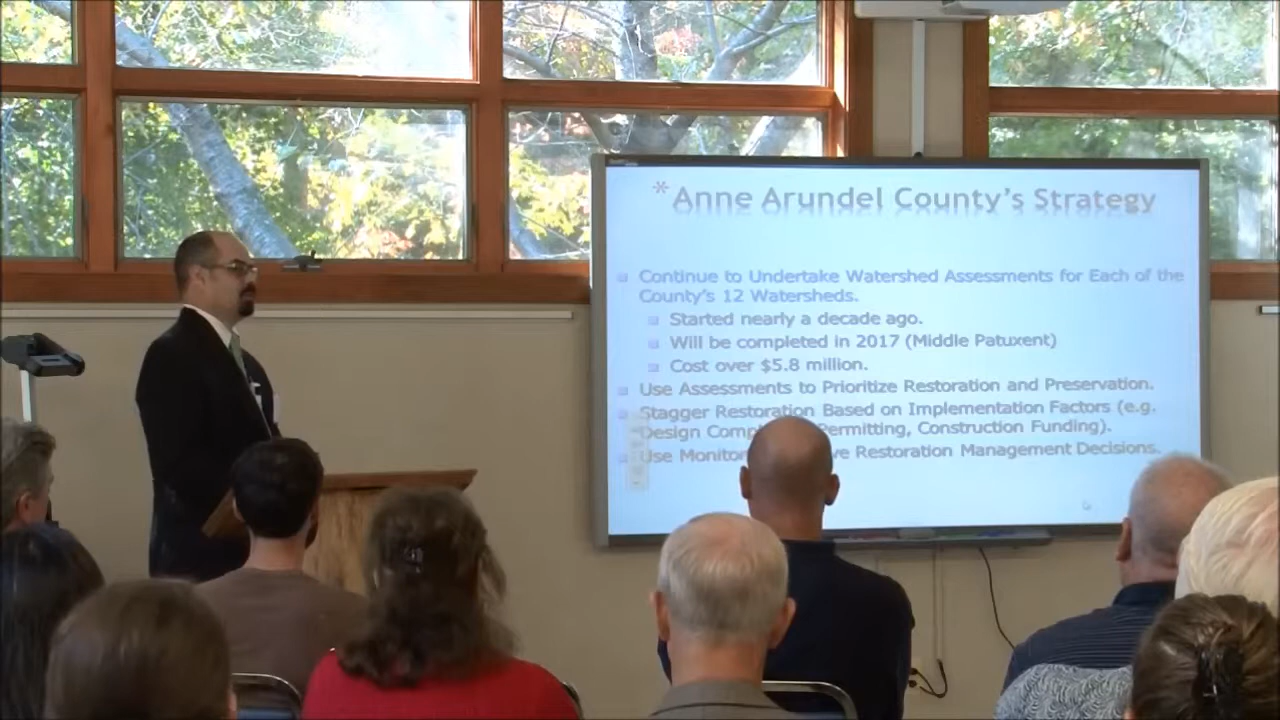 * Anne Arundel County's Strategy
Continue to Undertake Watershed Assessments for Each of the
County's 12 Watersheds.
Started nearly a decade ago.
Will be completed in 2017 (Middle Patuxent)
Cost over $5.8 million.
Use Assessments to Prioritize Restoration and Preservation.
Stagger Restoration Based on Implementation Factors (e.g.
Design Permitting, Construction Funding).
Use Restoration Management Decisions.